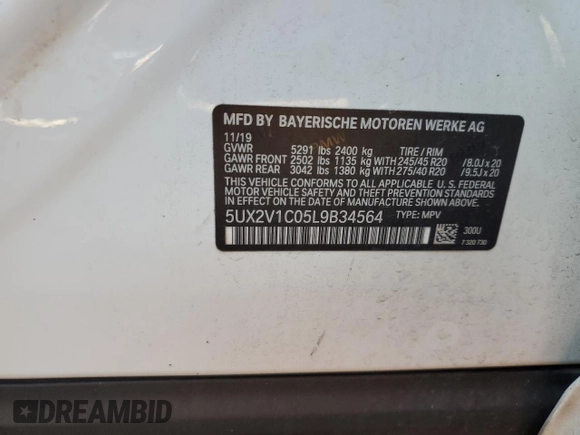 MFD BY BAYERISCHE MOTOREN WERKE AG
11/19
GVWR 5291 lbs 2400 kg TIRE / RIM
GAWR FRONT 2502 lbs 1135 kg WITH 245/45 R20 /8.0J x 20
GAWR REAR 3042 lbs 1380 kg WITH 275/40 R20 /9.5J x 20
THIS VEHICLE CONFORMS TO ALL APPLICABLE U. S. FEDERAL
MOTOR VEHICLE SAFETY AND THEFT PREVENTION STANDARDS
IN EFFECT ON THE DATE OF MANUFACTURE SHOWN ABOVE.
5UX2V1C05L9B34564 TYPE: MPV
300U
7 320 730
DREAMBID